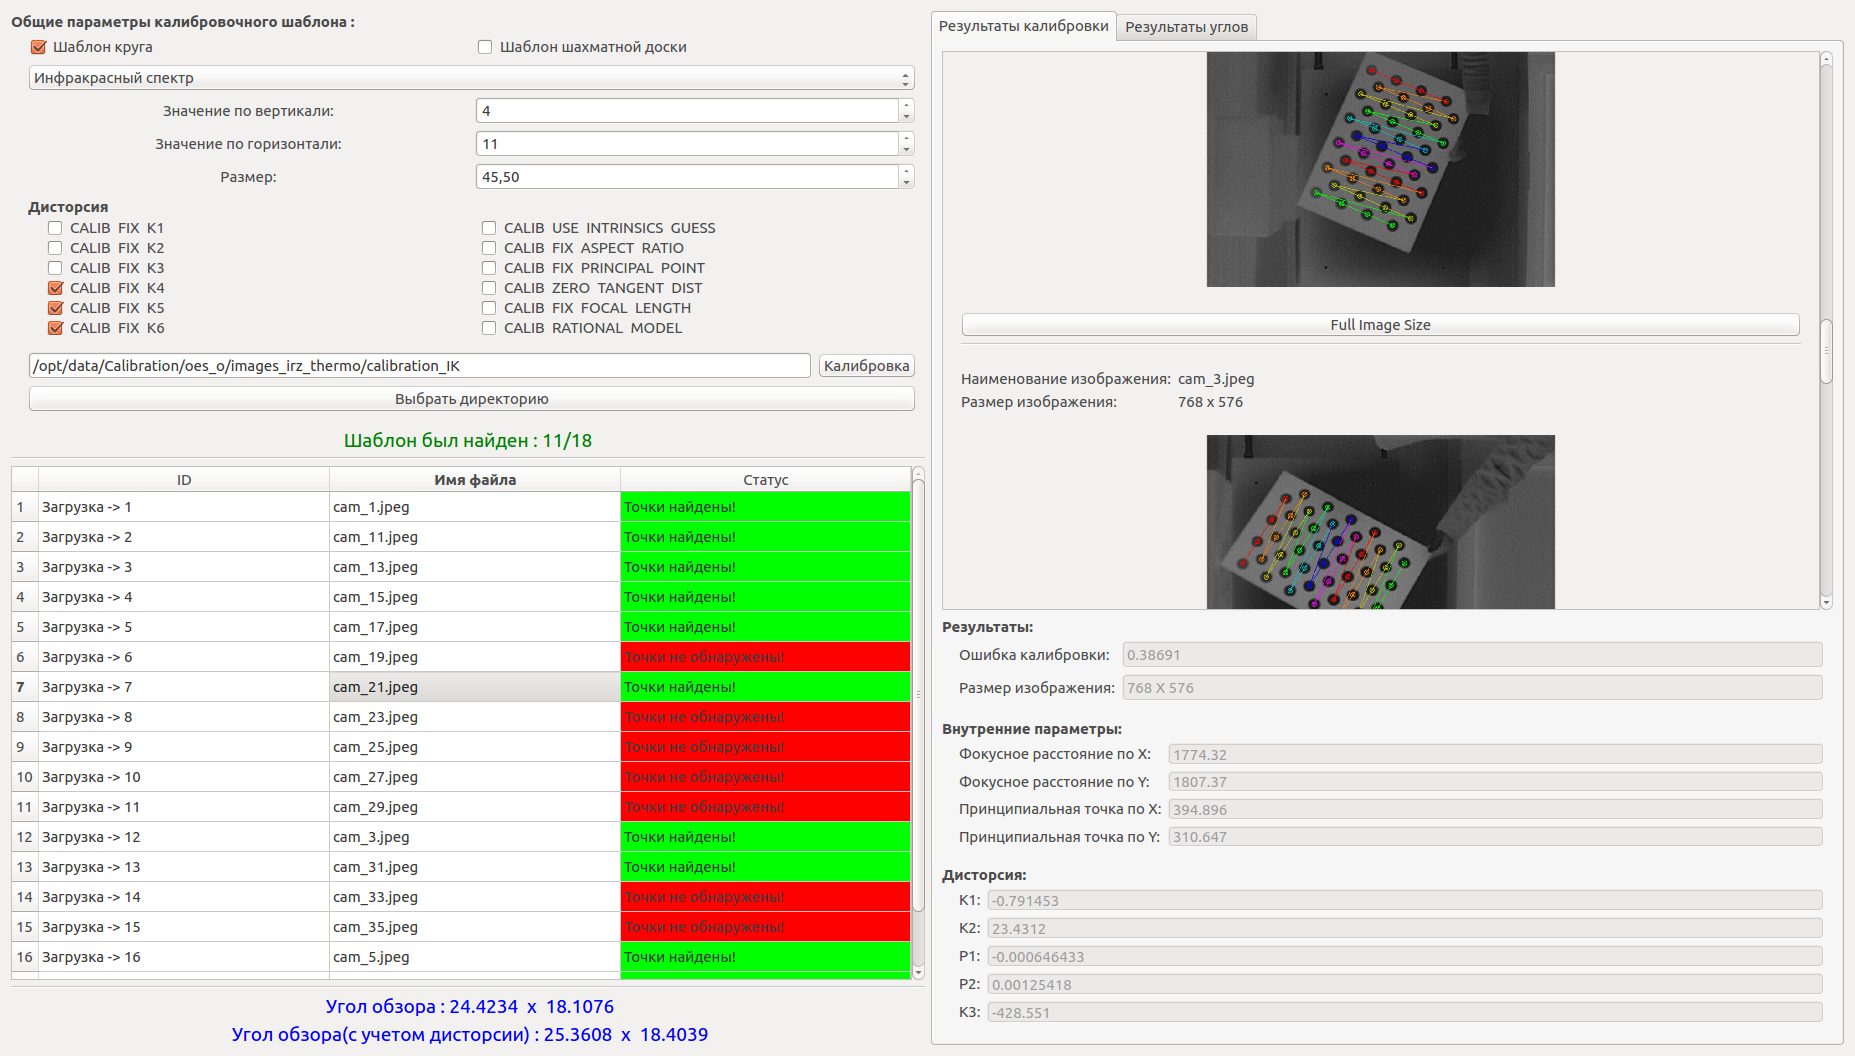 Общие параметры калибровочного шаблона :
Шаблон круга
Шаблон шахматной доски
Инфракрасный спектр
Значение по вертикали: 4
Значение по горизонтали: 11
Размер: 45,50
Дисторсия
CALIB FIX K1
CALIB USE INTRINSICS GUESS
CALIB FIX K2
CALIB FIX ASPECT RATIO
CALIB FIX K3
CALIB FIX PRINCIPAL POINT
CALIB FIX K4
CALIB ZERO TANGENT DIST
CALIB FIX K5
CALIB FIX FOCAL LENGTH
CALIB FIX K6
CALIB RATIONAL MODEL
/opt/data/Calibration/oes_o/images_irz_thermo/calibration_IK
Калибровка
Выбрать директорию
Шаблон был найден : 11/18
ID Имя файла Статус
1 Загрузка -> 1 cam_1.jpeg Точки найдены!
2 Загрузка -> 2 cam_11.jpeg Точки найдены!
3 Загрузка -> 3 cam_13.jpeg Точки найдены!
4 Загрузка -> 4 cam_15.jpeg Точки найдены!
5 Загрузка -> 5 cam_17.jpeg Точки найдены!
6 Загрузка -> 6 cam_19.jpeg Точки не обнаружены!
7 Загрузка -> 7 cam_21.jpeg Точки найдены!
8 Загрузка -> 8 cam_23.jpeg Точки не обнаружены!
9 Загрузка -> 9 cam_25.jpeg Точки не обнаружены!
10 Загрузка -> 10 cam_27.jpeg Точки не обнаружены!
11 Загрузка -> 11 cam_29.jpeg Точки не обнаружены!
12 Загрузка -> 12 cam_3.jpeg Точки найдены!
13 Загрузка -> 13 cam_31.jpeg Точки найдены!
14 Загрузка -> 14 cam_33.jpeg Точки не обнаружены!
15 Загрузка -> 15 cam_35.jpeg Точки не обнаружены!
16 Загрузка -> 16 cam_5.jpeg Точки найдены!
Угол обзора : 24.4234 x 18.1076
Угол обзора(с учетом дисторсии) : 25.3608 x 18.4039
Результаты калибровки
Результаты углов
Full Image Size
Наименование изображения: cam_3.jpeg
Размер изображения: 768 x 576
Результаты:
Ошибка калибровки: 0.38691
Размер изображения: 768 X 576
Внутренние параметры:
Фокусное расстояние по X: 1774.32
Фокусное расстояние по Y: 1807.37
Принципиальная точка по X: 394.896
Принципиальная точка по Y: 310.647
Дисторсия:
K1: -0.791453
K2: 23.4312
P1: -0.000646433
P2: 0.00125418
K3: -428.551